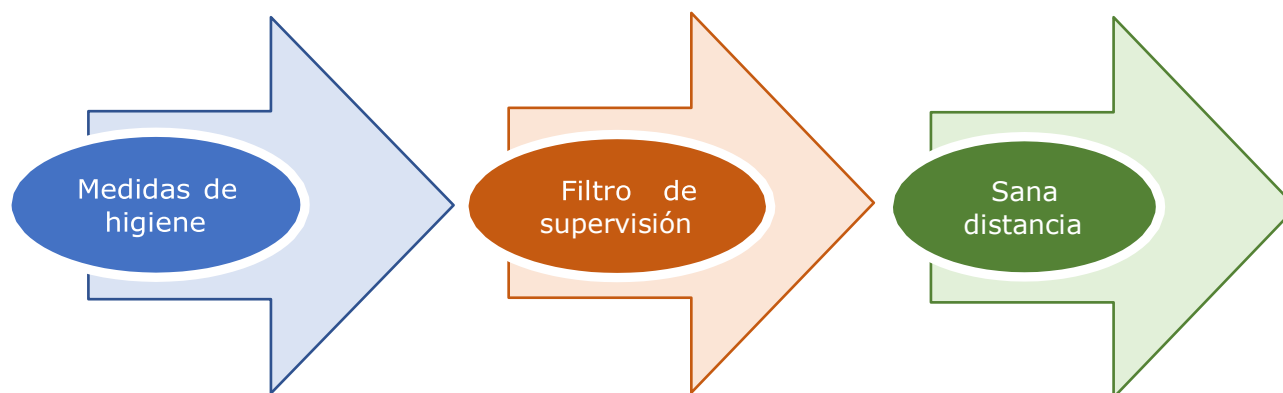 Medidas de
higiene
Filtro de
supervisión
Sana
distancia